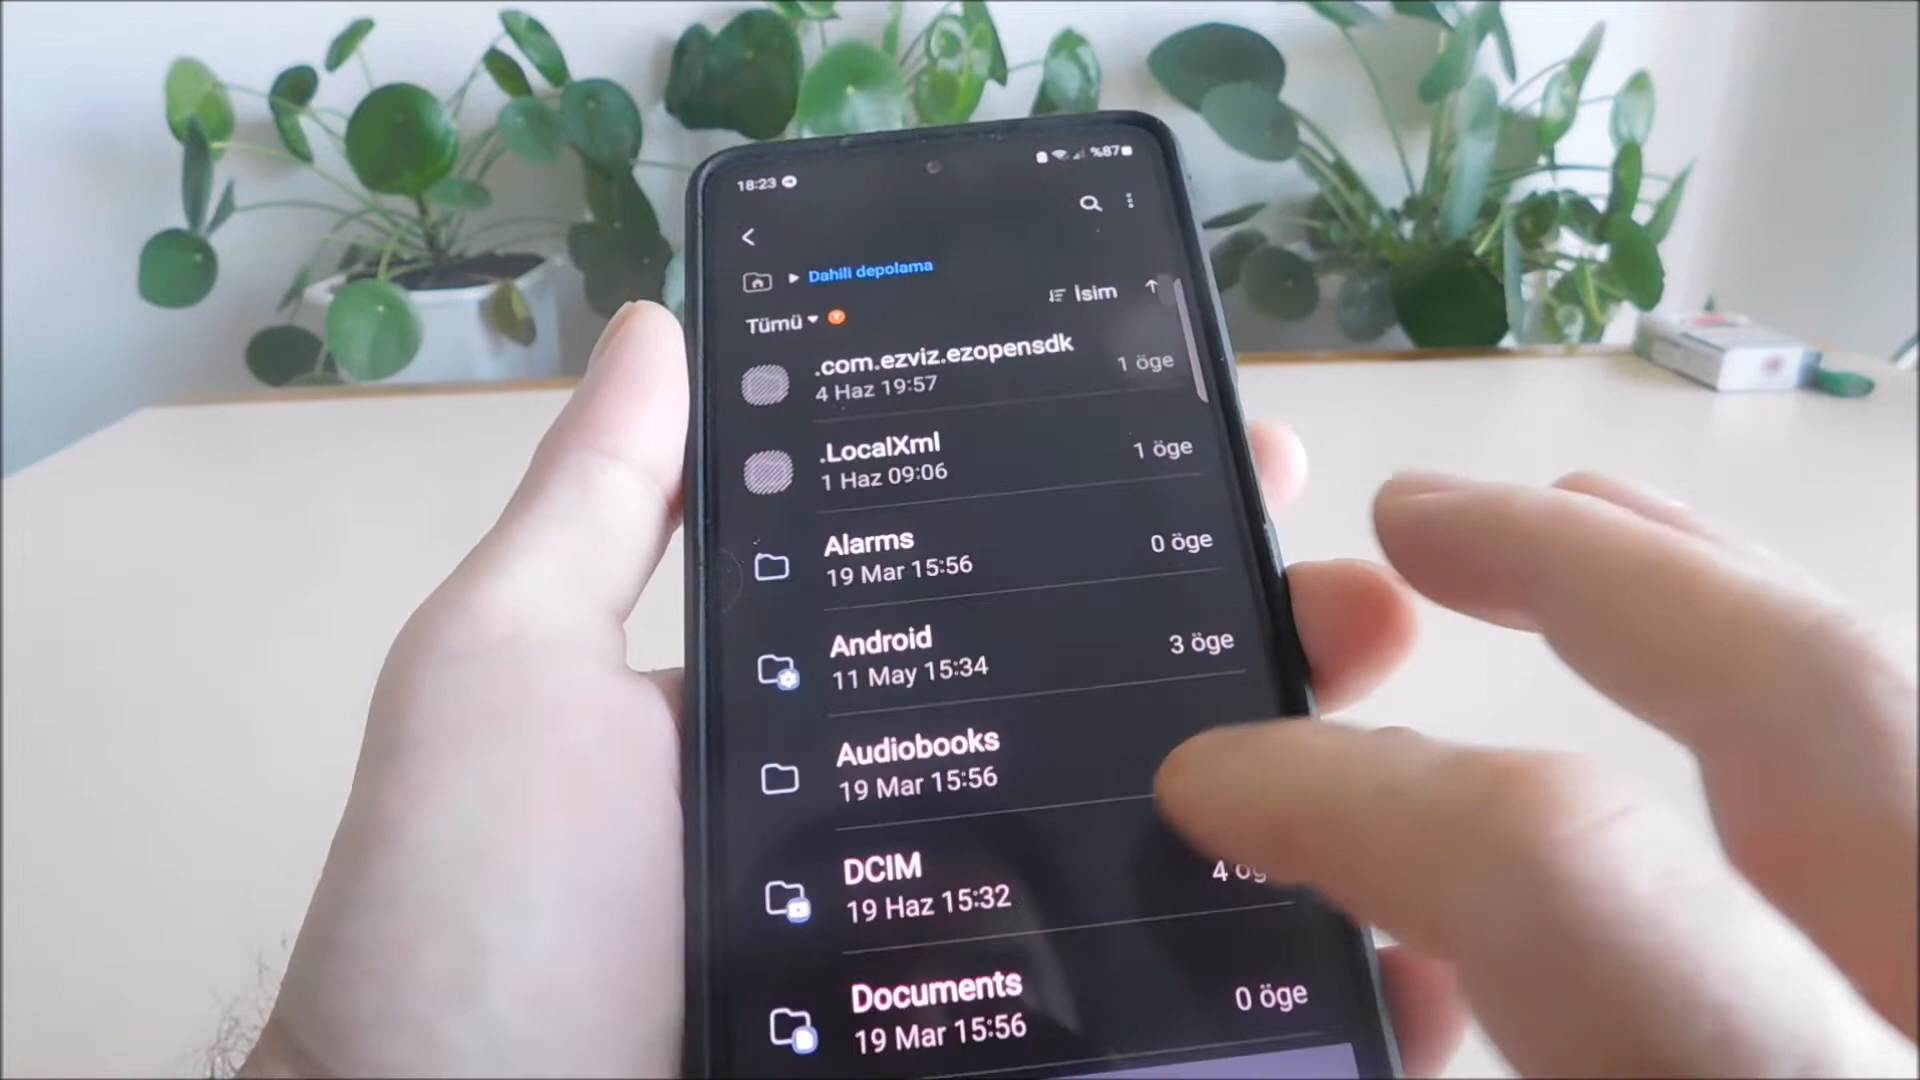 18:23
%87
Dahili depolama
İsim
Tümü
.com.ezviz.ezopensdk
4 Haz 19:57
1 öge
.LocalXml
1 Haz 09:06
1 öge
Alarms
19 Mar 15:56
0 öge
Android
11 May 15:34
3 öge
Audiobooks
19 Mar 15:56
DCIM
19 Haz 15:32
4
Documents
19 Mar 15:56
0 öge